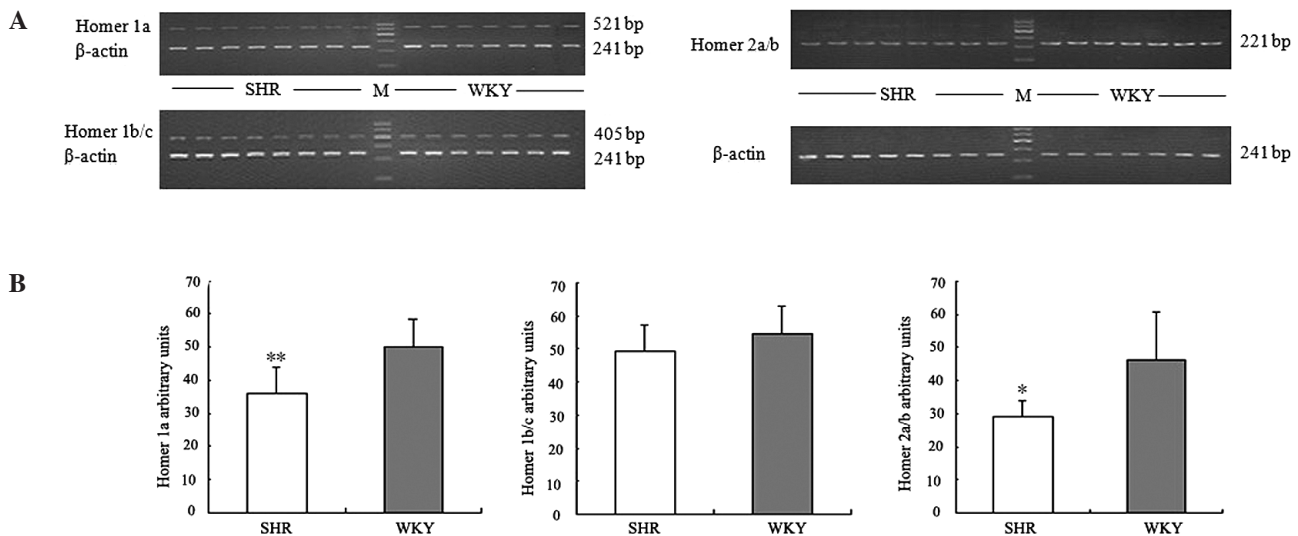 A
Homer 1a
β-actin
521 bp
241 bp
SHR M WKY
Homer 1b/c
β-actin
405 bp
241 bp
Homer 2a/b
221 bp
SHR M WKY
β-actin
241 bp
B
Homer 1a arbitrary units
70
60
50
40
30
20
10
0
**
SHR WKY
Homer 1b/c arbitrary units
70
60
50
40
30
20
10
0
SHR WKY
Homer 2a/b arbitrary units
70
60
50
40
30
20
10
0
*
SHR WKY